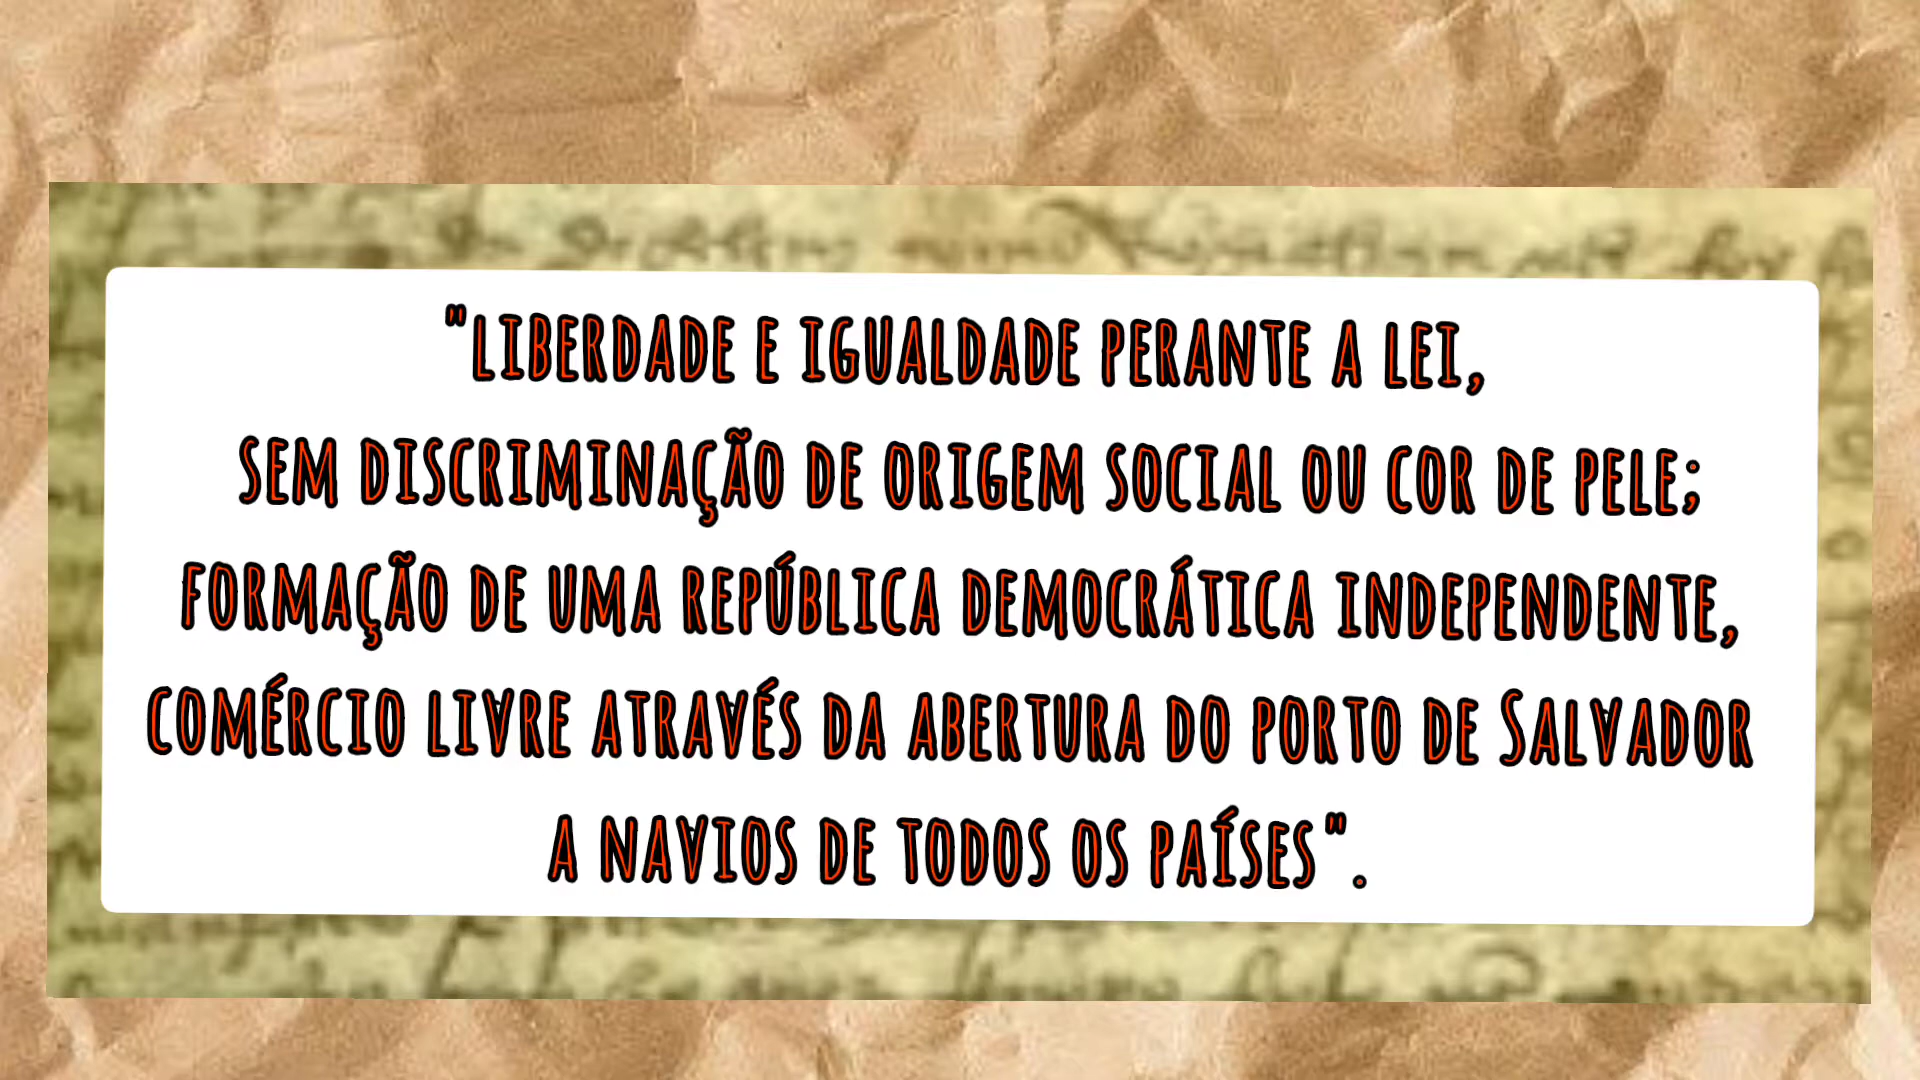 "LIBERDADE E IGUALDADE PERANTE A LEI,
SEM DISCRIMINAÇÃO DE ORIGEM SOCIAL OU COR DE PELE;
FORMAÇÃO DE UMA REPÚBLICA DEMOCRÁTICA INDEPENDENTE,
COMÉRCIO LIVRE ATRAVÉS DA ABERTURA DO PORTO DE SALVADOR
A NAVIOS DE TODOS OS PAÍSES".